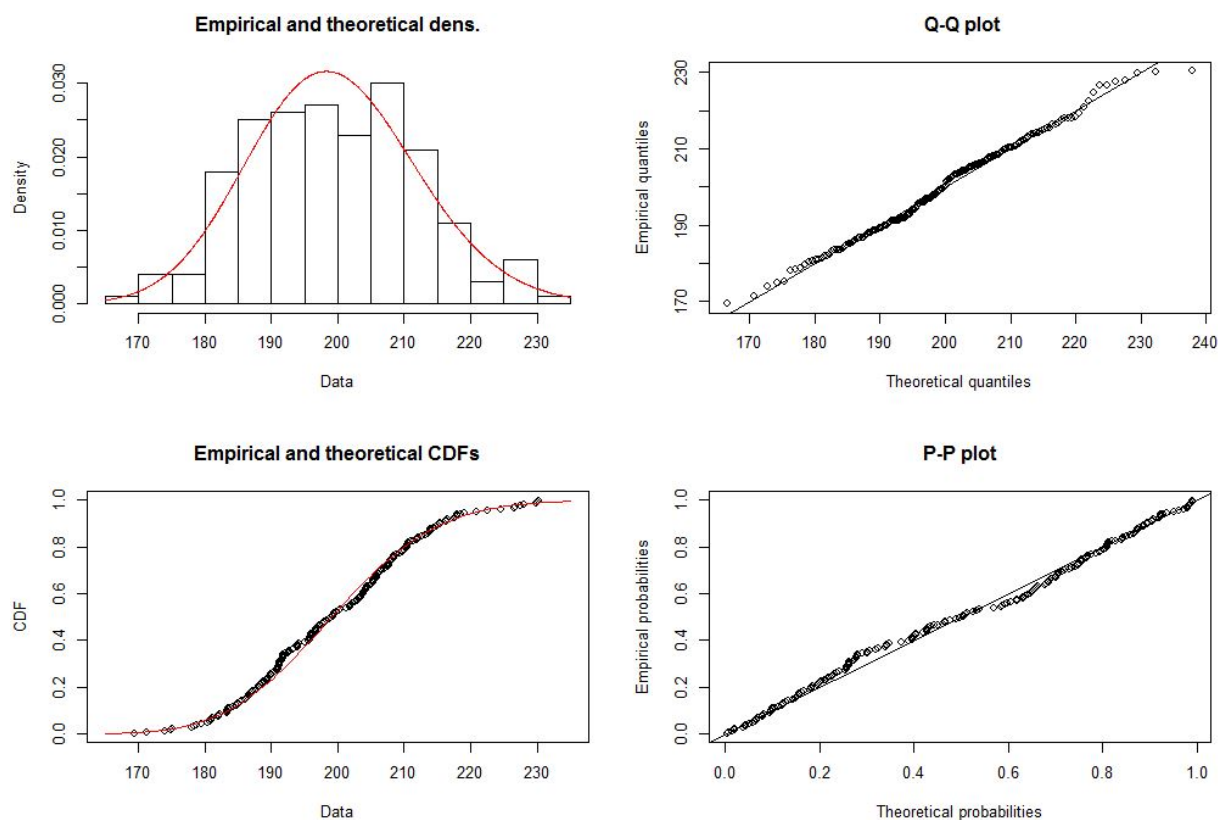 Empirical and theoretical dens.
Density
0.000 0.010 0.020 0.030
170 180 190 200 210 220 230
Data
Q-Q plot
Empirical quantiles
170 190 210 230
170 180 190 200 210 220 230 240
Theoretical quantiles
Empirical and theoretical CDFs
CDF
0.0 0.2 0.4 0.6 0.8 1.0
170 180 190 200 210 220 230
Data
P-P plot
Empirical probabilities
0.0 0.2 0.4 0.6 0.8 1.0
0.0 0.2 0.4 0.6 0.8 1.0
Theoretical probabilities